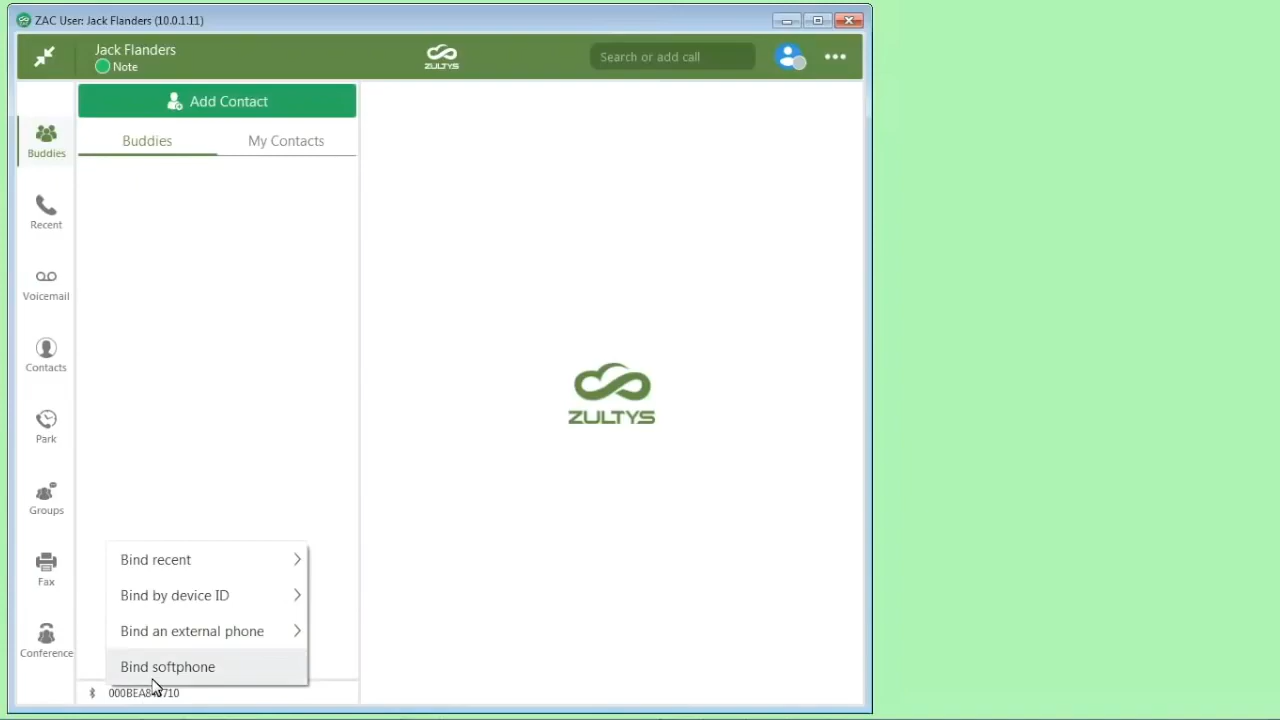 ZAC User: Jack Flanders (10.0.1.11)
Jack Flanders
Note
ZULTYS
Search or add call
Add Contact
Buddies
My Contacts
Buddies
Recent
Voicemail
Contacts
Park
Groups
Fax
Conference
ZULTYS
Bind recent
Bind by device ID
Bind an external phone
Bind softphone